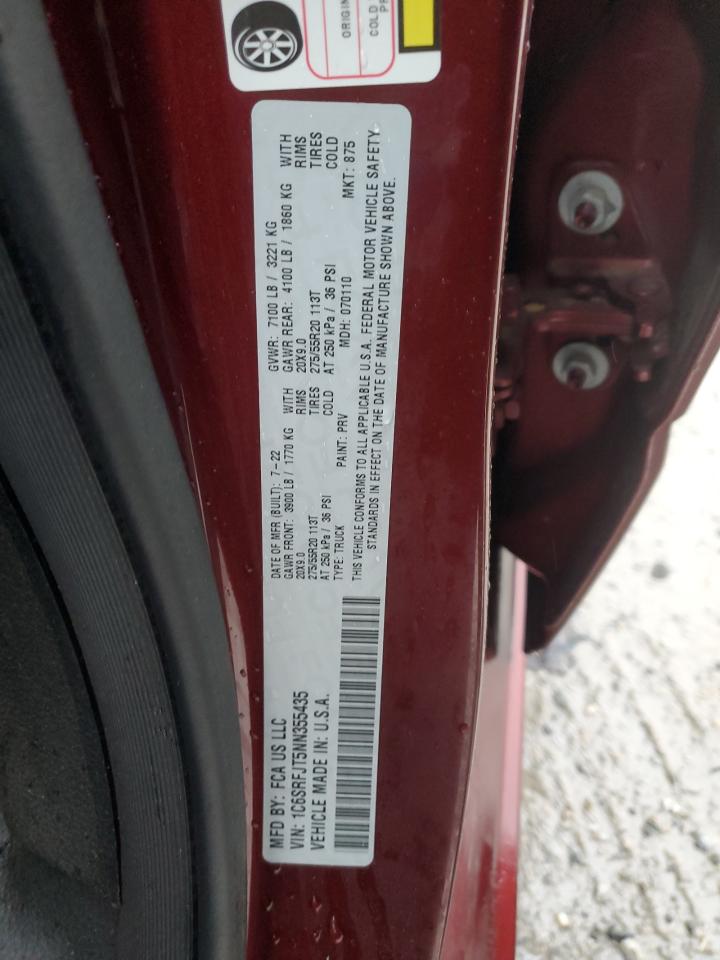 ORIGIN
COLD
PR
MFD BY: FCA US LLC
VIN: 1C6SRFJT5NN355435
VEHICLE MADE IN: U.S.A.
DATE OF MFR (BUILT): 7-22
GAWR FRONT: 3900 LB / 1770 KG WITH
20X9.0 RIMS
275/55R20 113T TIRES
AT 250 kPa / 36 PSI COLD
TYPE: TRUCK PAINT: PRV
GVWR: 7100 LB / 3221 KG
GAWR REAR: 4100 LB / 1860 KG WITH
20X9.0 RIMS
275/55R20 113T TIRES
AT 250 kPa / 36 PSI COLD
MDH: 070110 MKT: 875
THIS VEHICLE CONFORMS TO ALL APPLICABLE U.S.A. FEDERAL MOTOR VEHICLE SAFETY
STANDARDS IN EFFECT ON THE DATE OF MANUFACTURE SHOWN ABOVE.